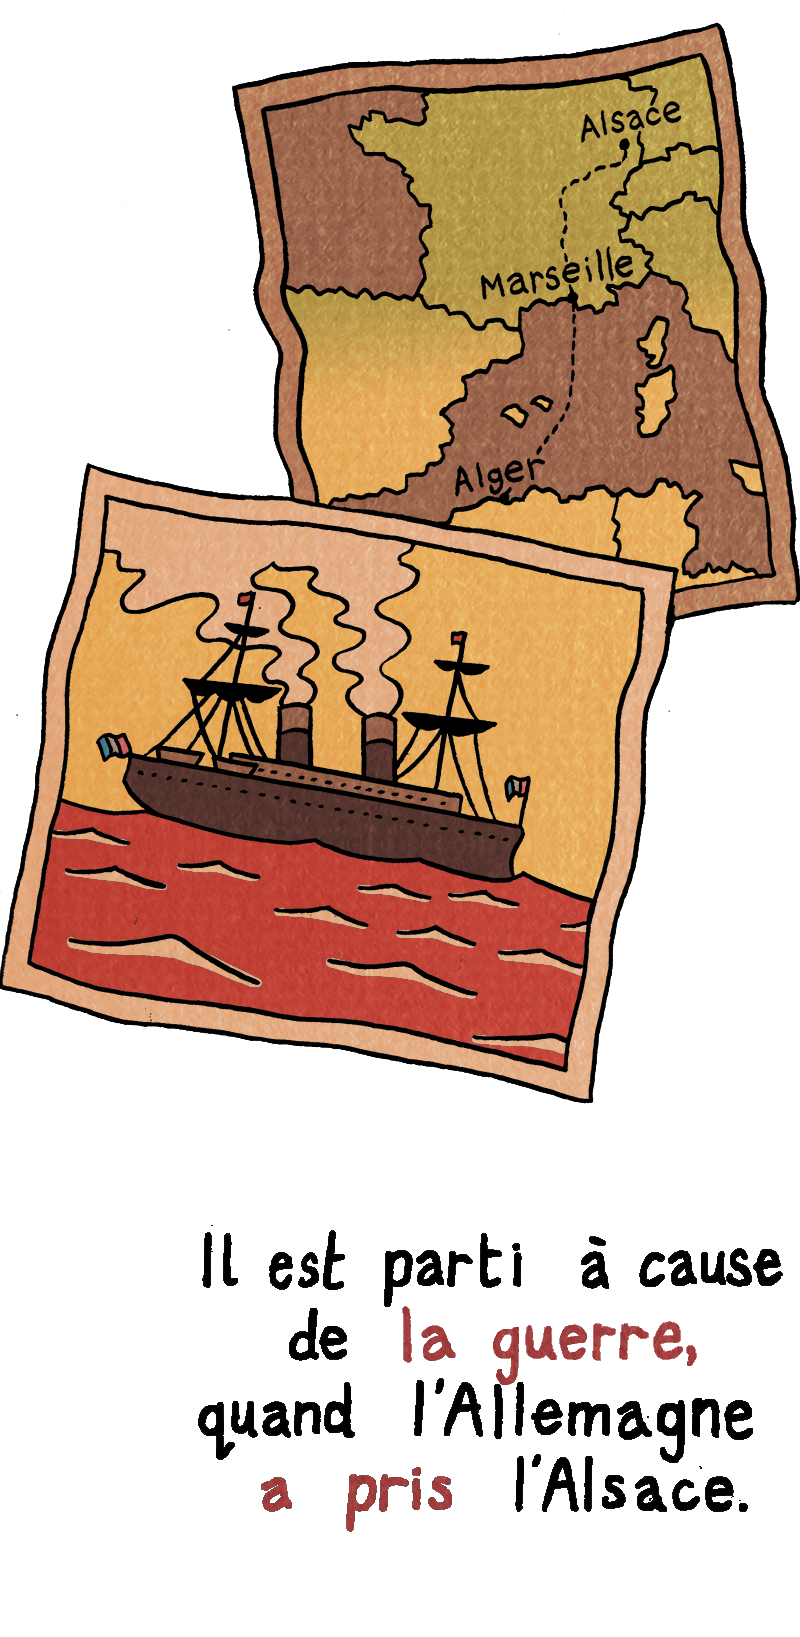 Alsace
Marseille
Alger
Il est parti à cause
de la guerre,
quand l'Allemagne
a pris l'Alsace.